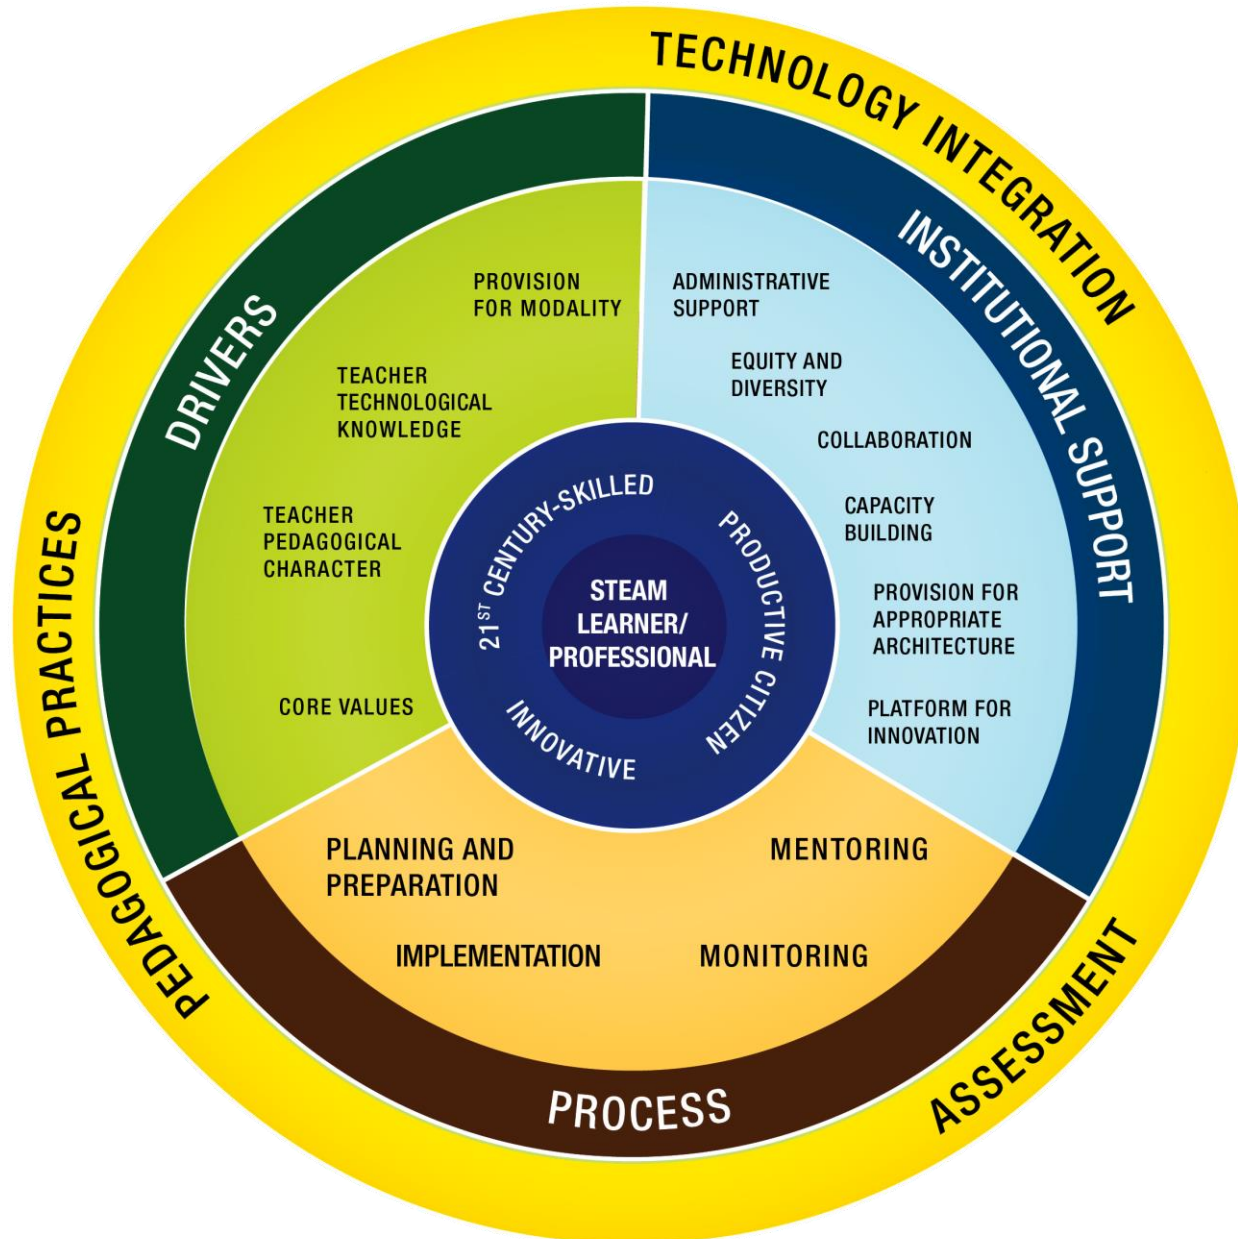 TECHNOLOGY INTEGRATION
PEDAGOGICAL PRACTICES
ASSESSMENT
DRIVERS
PROVISION
FOR MODALITY
TEACHER
TECHNOLOGICAL
KNOWLEDGE
TEACHER
PEDAGOGICAL
CHARACTER
CORE VALUES
INSTITUTIONAL SUPPORT
ADMINISTRATIVE
SUPPORT
EQUITY AND
DIVERSITY
COLLABORATION
CAPACITY
BUILDING
PROVISION FOR
APPROPRIATE
ARCHITECTURE
PLATFORM FOR
INNOVATION
21ST CENTURY-SKILLED
PRODUCTIVE CITIZEN
INNOVATIVE
STEAM
LEARNER/
PROFESSIONAL
PLANNING AND
PREPARATION
IMPLEMENTATION
MENTORING
MONITORING
PROCESS